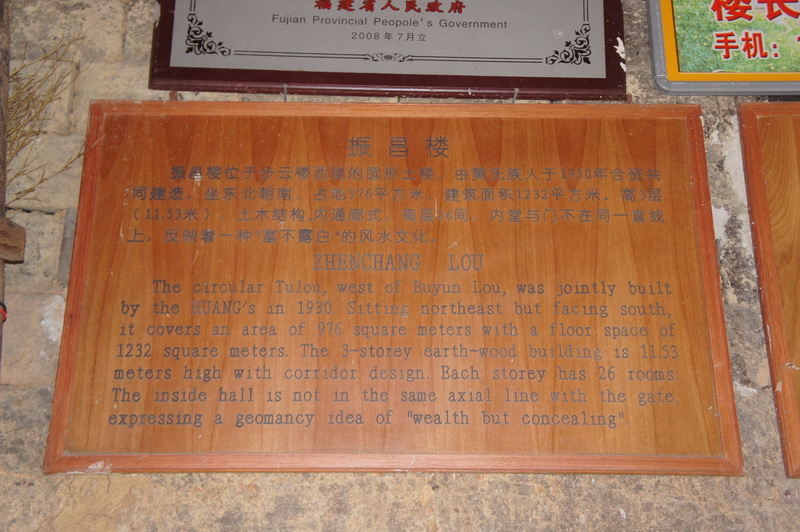 福建省人民政府
Fujian Provincial Peopole's Government
2008年7月立
楼长
手机:
振昌楼
振昌楼位于步云楼西侧的圆形土楼。由黄氏族人于1930年合资共
同建造，坐东北朝南，占地976平方米，建筑面积1232平方米，高3层
（11.53米），土木结构，内通廊式，每层26间，内堂与门不在同一直线
上，反映着一种"富不露白"的风水文化。
ZHENCHANG LOU
The circular Tulou, west of Buyun Lou, was jointly built
by the HUANG's in 1930. Sitting northeast but facing south,
it covers an area of 976 square meters with a floor space of
1232 square meters. The 3-storey earth-wood building is 11.53
meters high with corridor design. Each storey has 26 rooms.
The inside hall is not in the same axial line with the gate,
expressing a geomancy idea of "wealth but concealing".